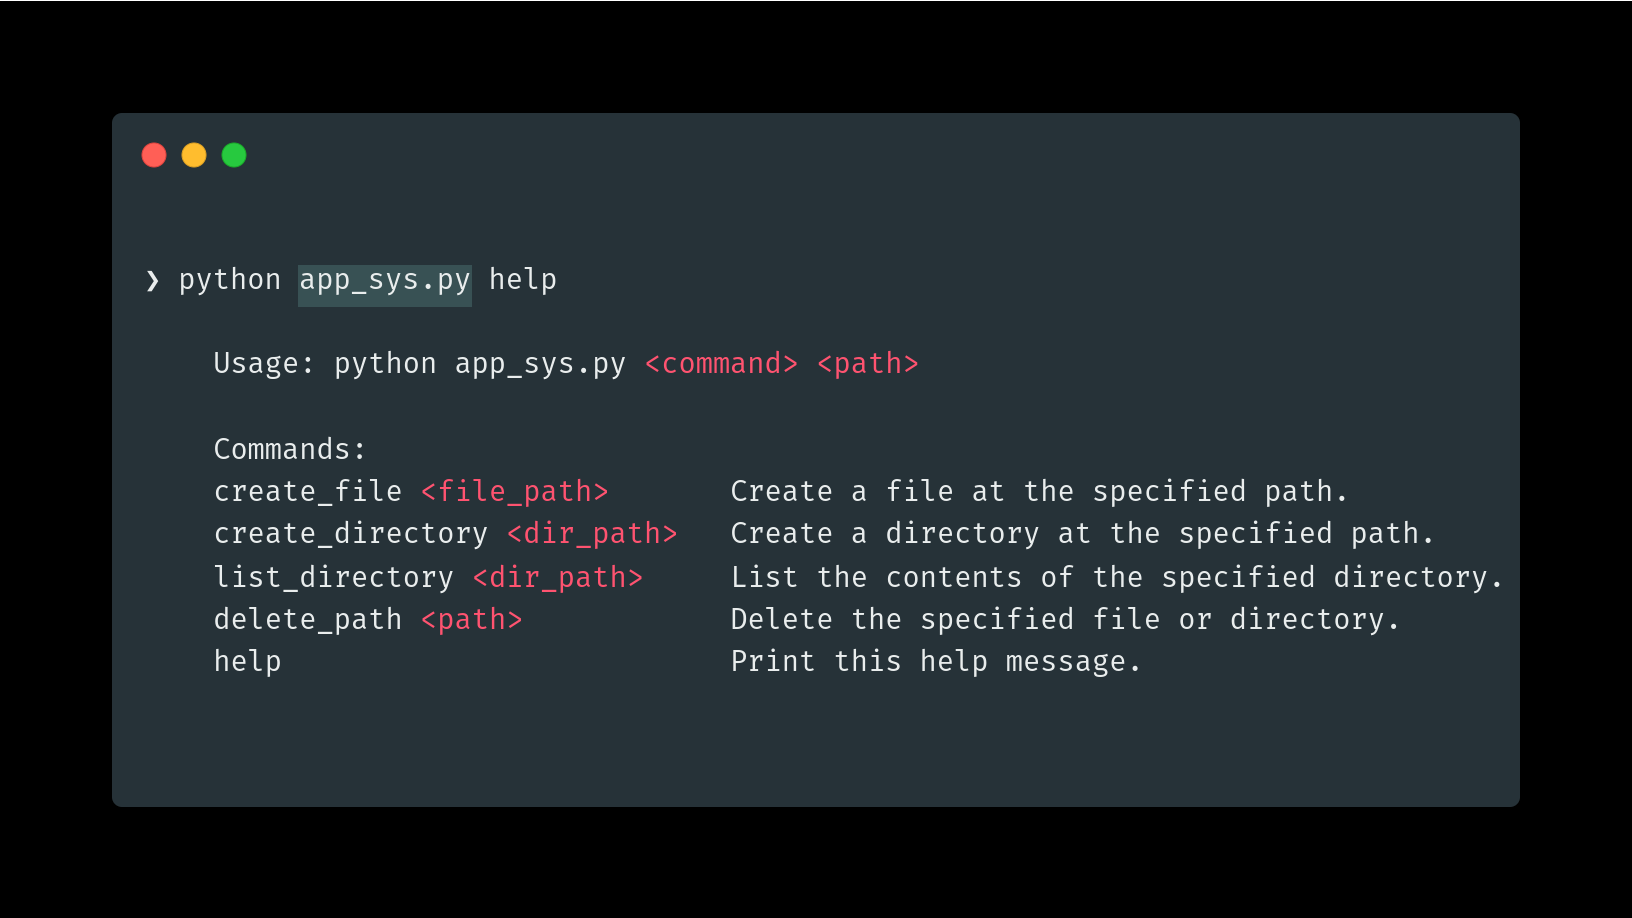 ❯ python app_sys.py help
Usage: python app_sys.py <command> <path>
Commands:
create_file <file_path> Create a file at the specified path.
create_directory <dir_path> Create a directory at the specified path.
list_directory <dir_path> List the contents of the specified directory.
delete_path <path> Delete the specified file or directory.
help Print this help message.